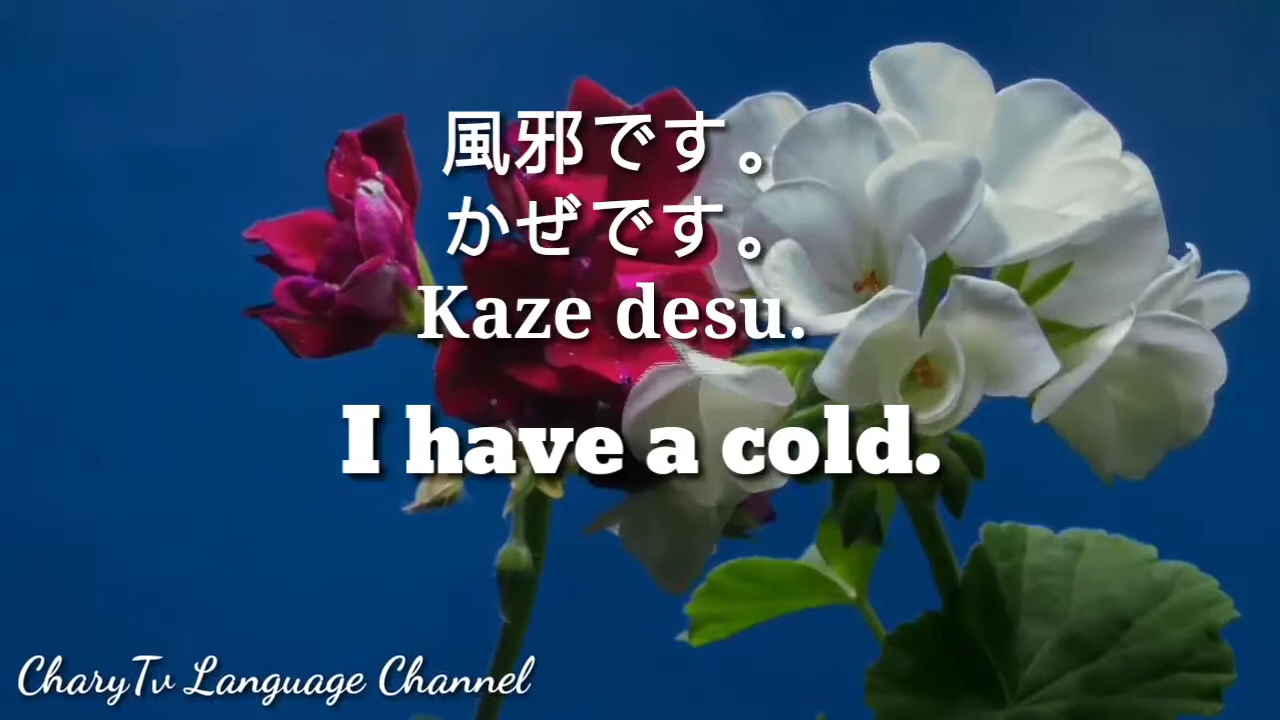 風邪です。
かぜです。
Kaze desu.
I have a cold.
CharyTv Language Channel